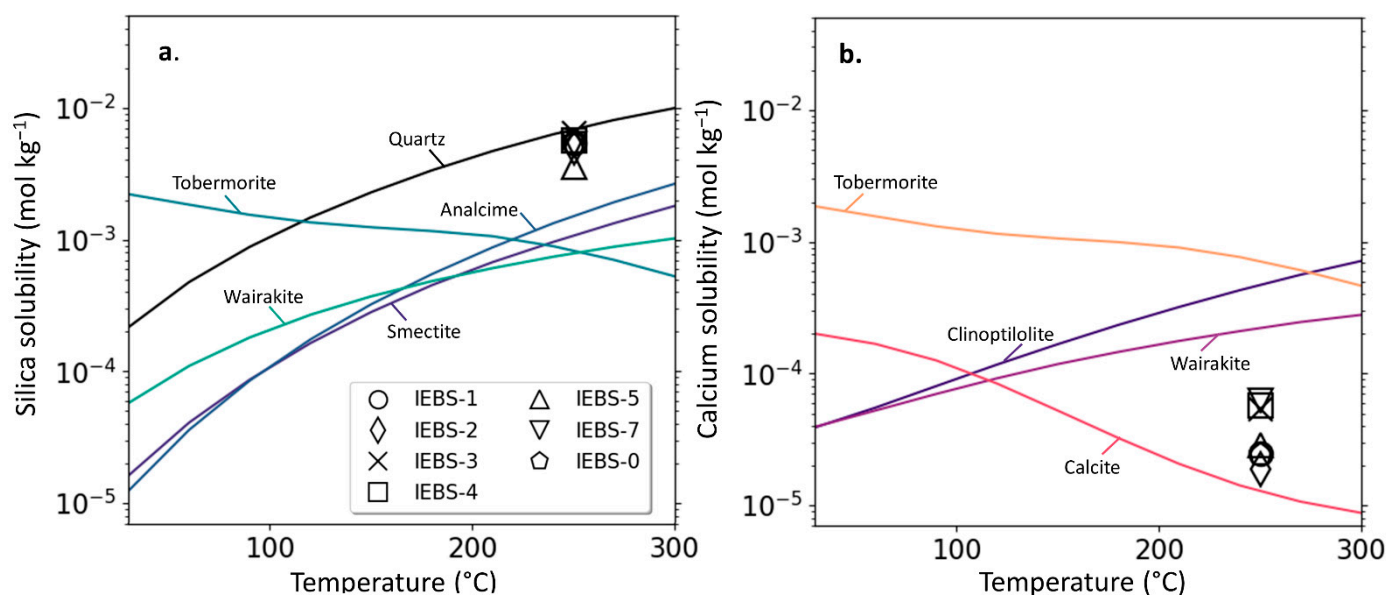 a.
Silica solubility (mol kg⁻¹)
10⁻²
10⁻³
10⁻⁴
10⁻⁵
Quartz
Tobermorite
Analcime
Wairakite
Smectite
IEBS-1
IEBS-2
IEBS-3
IEBS-4
IEBS-5
IEBS-7
IEBS-0
100
200
300
Temperature (°C)
b.
Calcium solubility (mol kg⁻¹)
10⁻²
10⁻³
10⁻⁴
10⁻⁵
Tobermorite
Clinoptilolite
Wairakite
Calcite
100
200
300
Temperature (°C)